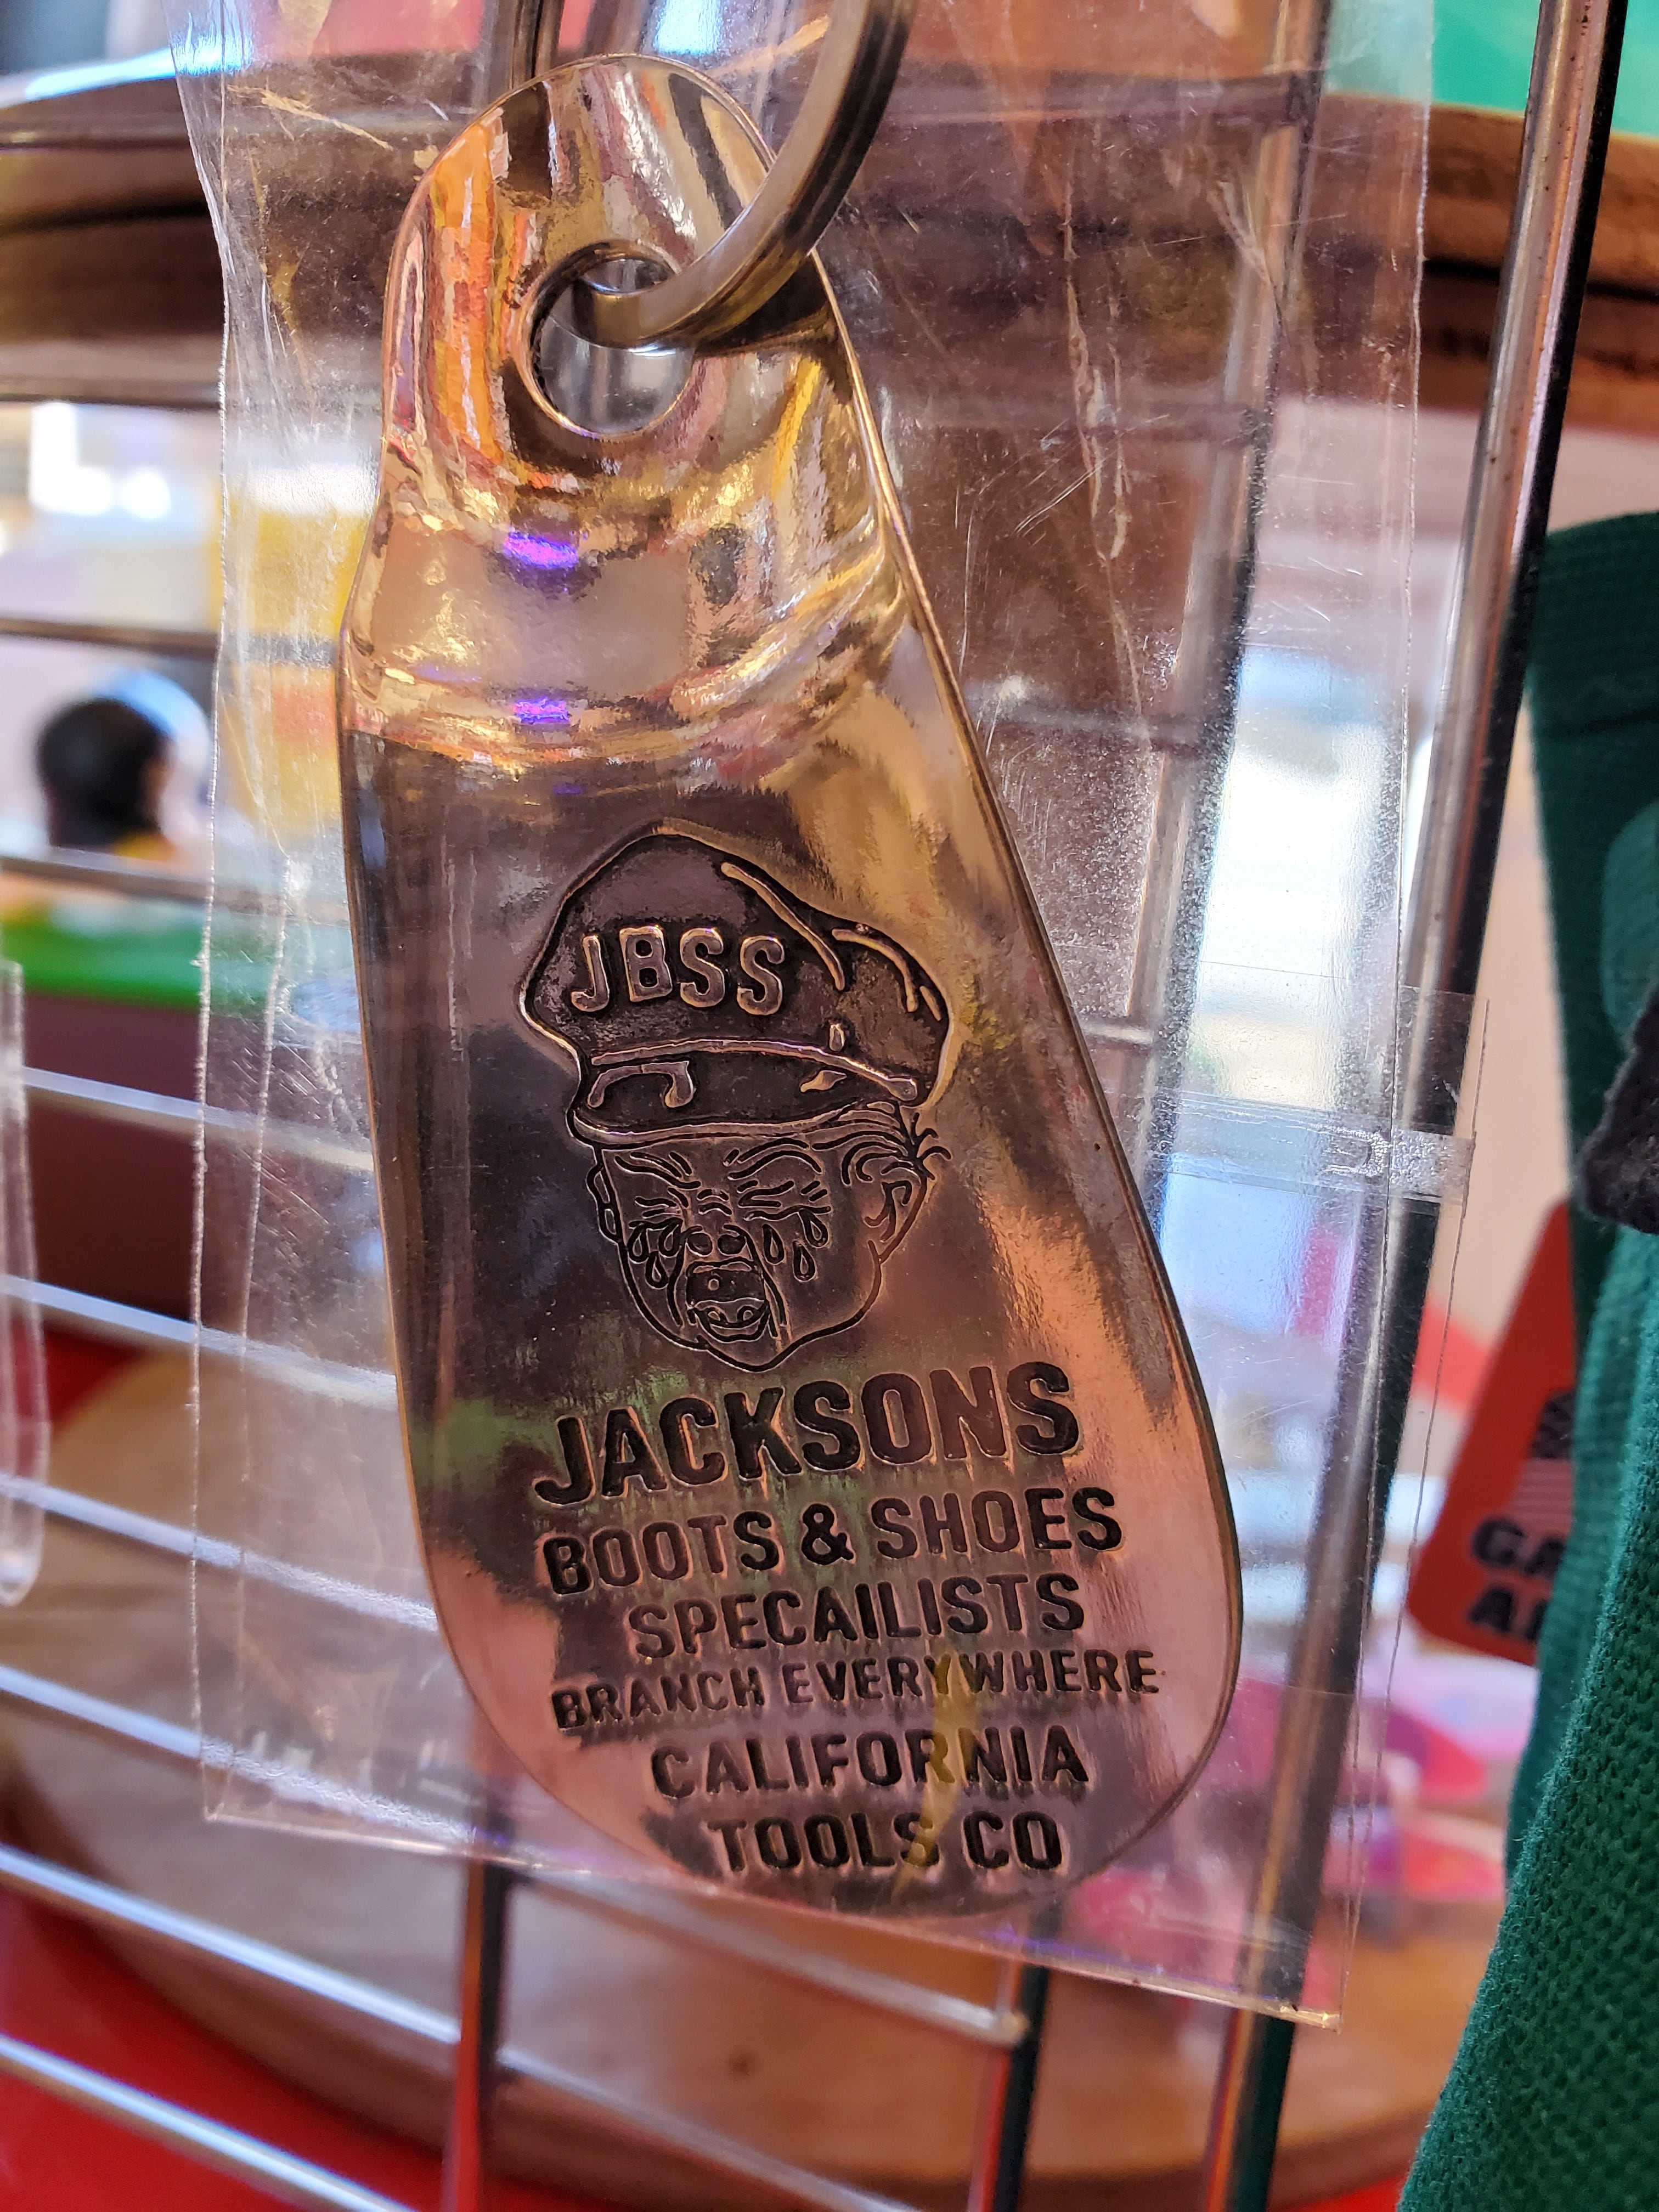 JBSS
JACKSONS
BOOTS & SHOES
SPECAILISTS
BRANCH EVERYWHERE
CALIFORNIA
TOOLS CO